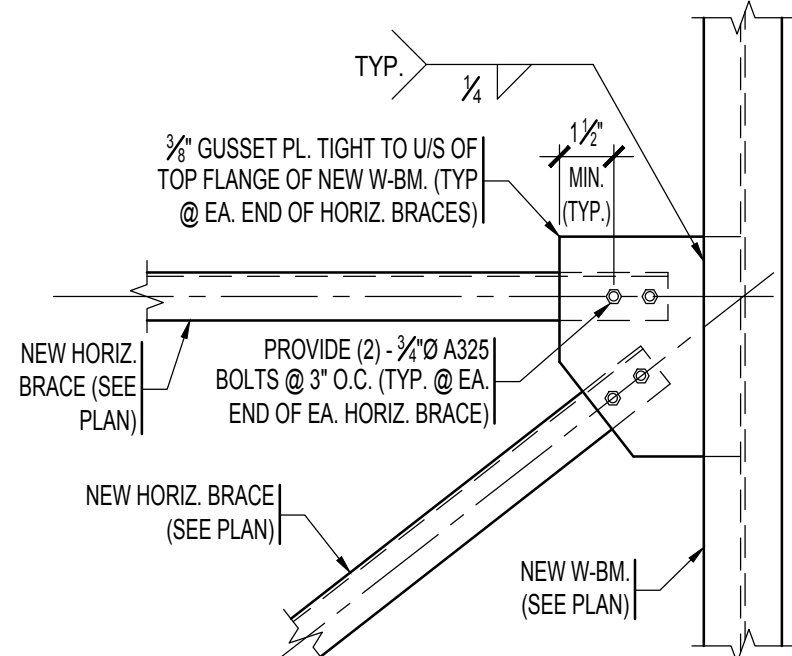 TYP.
1/4
3/8" GUSSET PL. TIGHT TO U/S OF
TOP FLANGE OF NEW W-BM. (TYP
@ EA. END OF HORIZ. BRACES)
1 1/2"
MIN.
(TYP.)
NEW HORIZ.
BRACE (SEE
PLAN)
PROVIDE (2) - 3/4"Ø A325
BOLTS @ 3" O.C. (TYP. @ EA.
END OF EA. HORIZ. BRACE)
NEW HORIZ. BRACE
(SEE PLAN)
NEW W-BM.
(SEE PLAN)